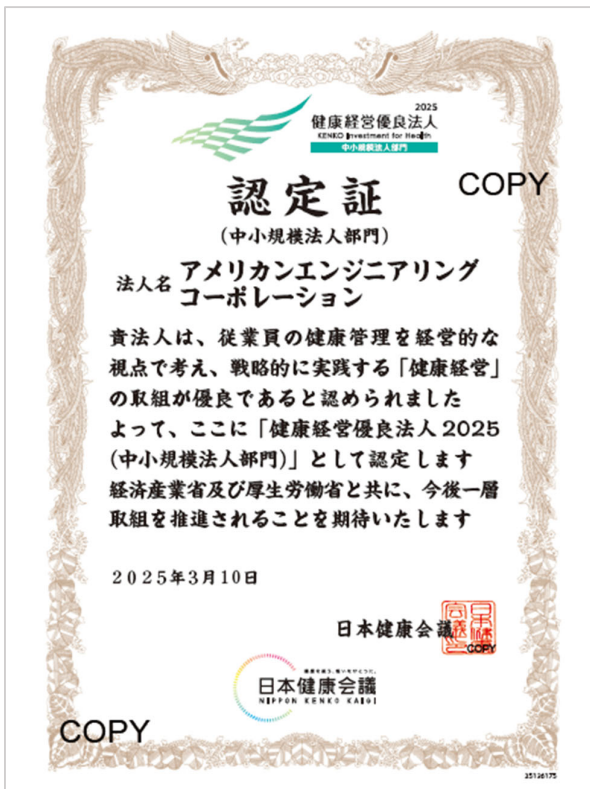 2025
健康経営優良法人
KENKO Investment for Health
中小規模法人部門
認定証
COPY
(中小規模法人部門)
法人名 アメリカンエンジニアリング
コーポレーション
貴法人は、従業員の健康管理を経営的な
視点で考え、戦略的に実践する「健康経営」
の取組が優良であると認められました
よって、ここに「健康経営優良法人2025
(中小規模法人部門)」として認定します
経済産業省及び厚生労働省と共に、今後一層
取組を推進されることを期待いたします
2025年3月10日
日本健康会議
COPY
日本健康会議
NIPPON KENKO KAIGI
COPY
35136175